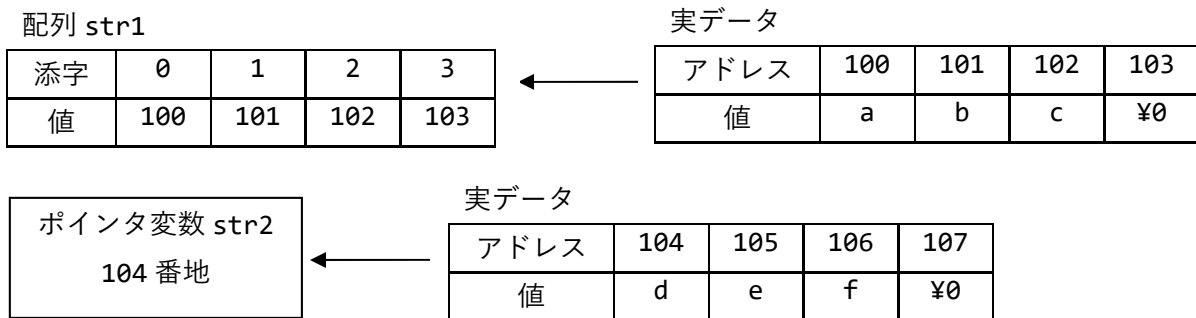 配列 str1
添字 0 1 2 3
値 100 101 102 103
実データ
アドレス 100 101 102 103
値 a b c ¥0
ポインタ変数 str2
104 番地
実データ
アドレス 104 105 106 107
値 d e f ¥0